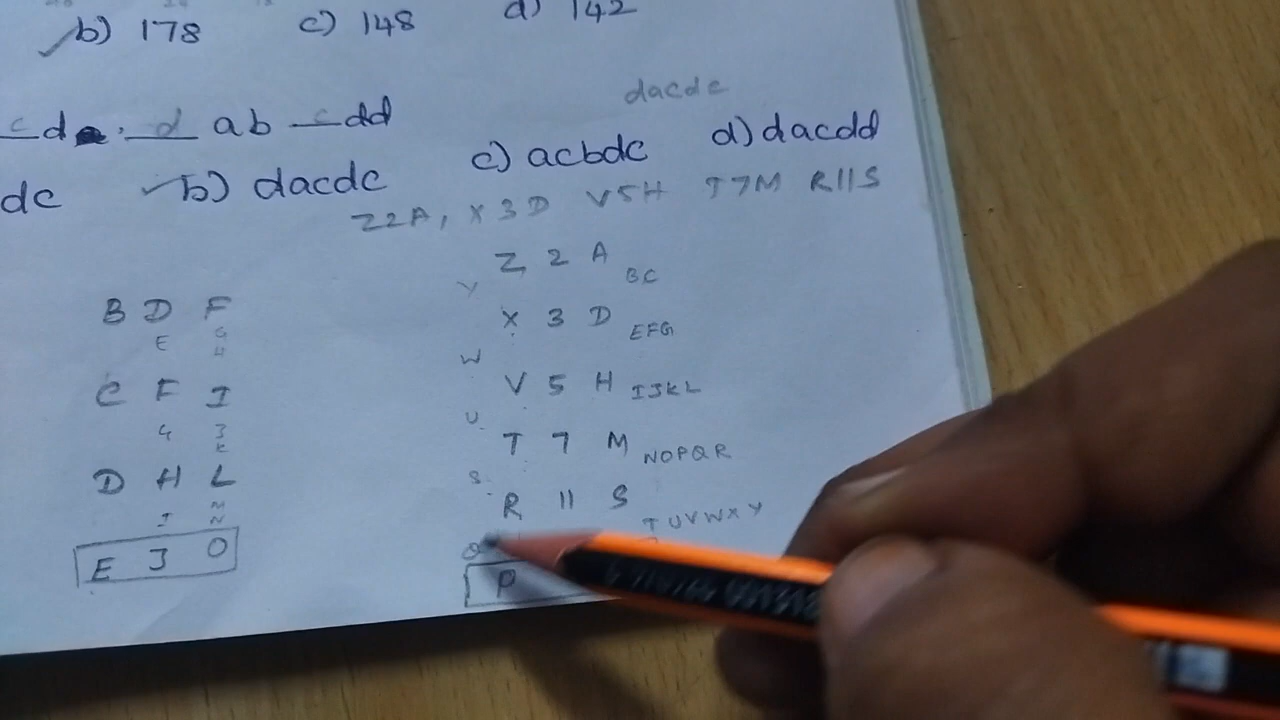 b) 178 c) 148 d) 142
c d d ab c dd
dacdc
dc b) dacdc c) acbdc d) dacdd
Z2A, X3D V5H T7M R11S
Z 2 A
BC
Y
B D F
X 3 D
EFG
E G
H
W
C F I
V 5 H
IJKL
U
G J
K
T 7 M
NOPQR
D H L
S
R 11 S
TUVWXY
I M
N
Q
E J O
P